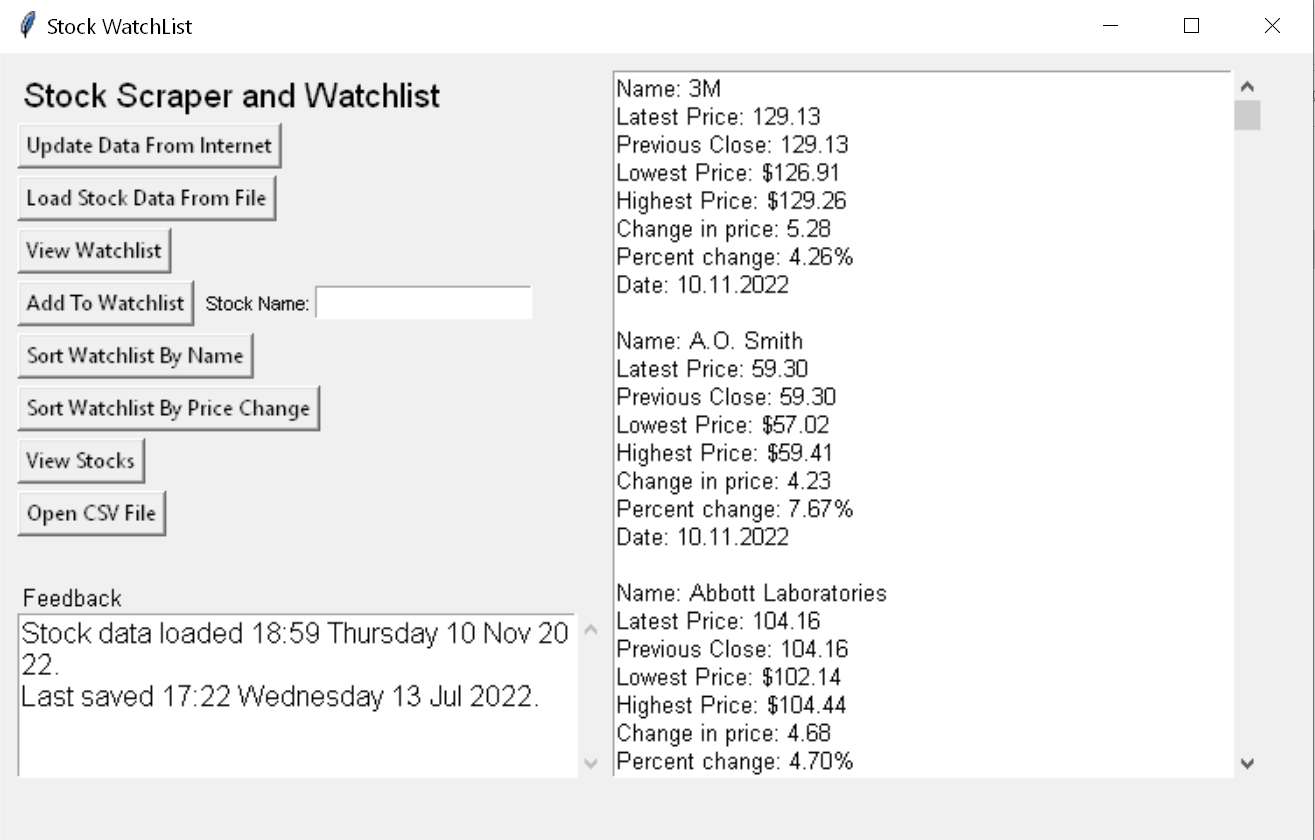 Stock WatchList
Stock Scraper and Watchlist
Update Data From Internet
Load Stock Data From File
View Watchlist
Add To Watchlist
Stock Name:
Sort Watchlist By Name
Sort Watchlist By Price Change
View Stocks
Open CSV File
Feedback
Stock data loaded 18:59 Thursday 10 Nov 20
22.
Last saved 17:22 Wednesday 13 Jul 2022.
Name: 3M
Latest Price: 129.13
Previous Close: 129.13
Lowest Price: $126.91
Highest Price: $129.26
Change in price: 5.28
Percent change: 4.26%
Date: 10.11.2022
Name: A.O. Smith
Latest Price: 59.30
Previous Close: 59.30
Lowest Price: $57.02
Highest Price: $59.41
Change in price: 4.23
Percent change: 7.67%
Date: 10.11.2022
Name: Abbott Laboratories
Latest Price: 104.16
Previous Close: 104.16
Lowest Price: $102.14
Highest Price: $104.44
Change in price: 4.68
Percent change: 4.70%